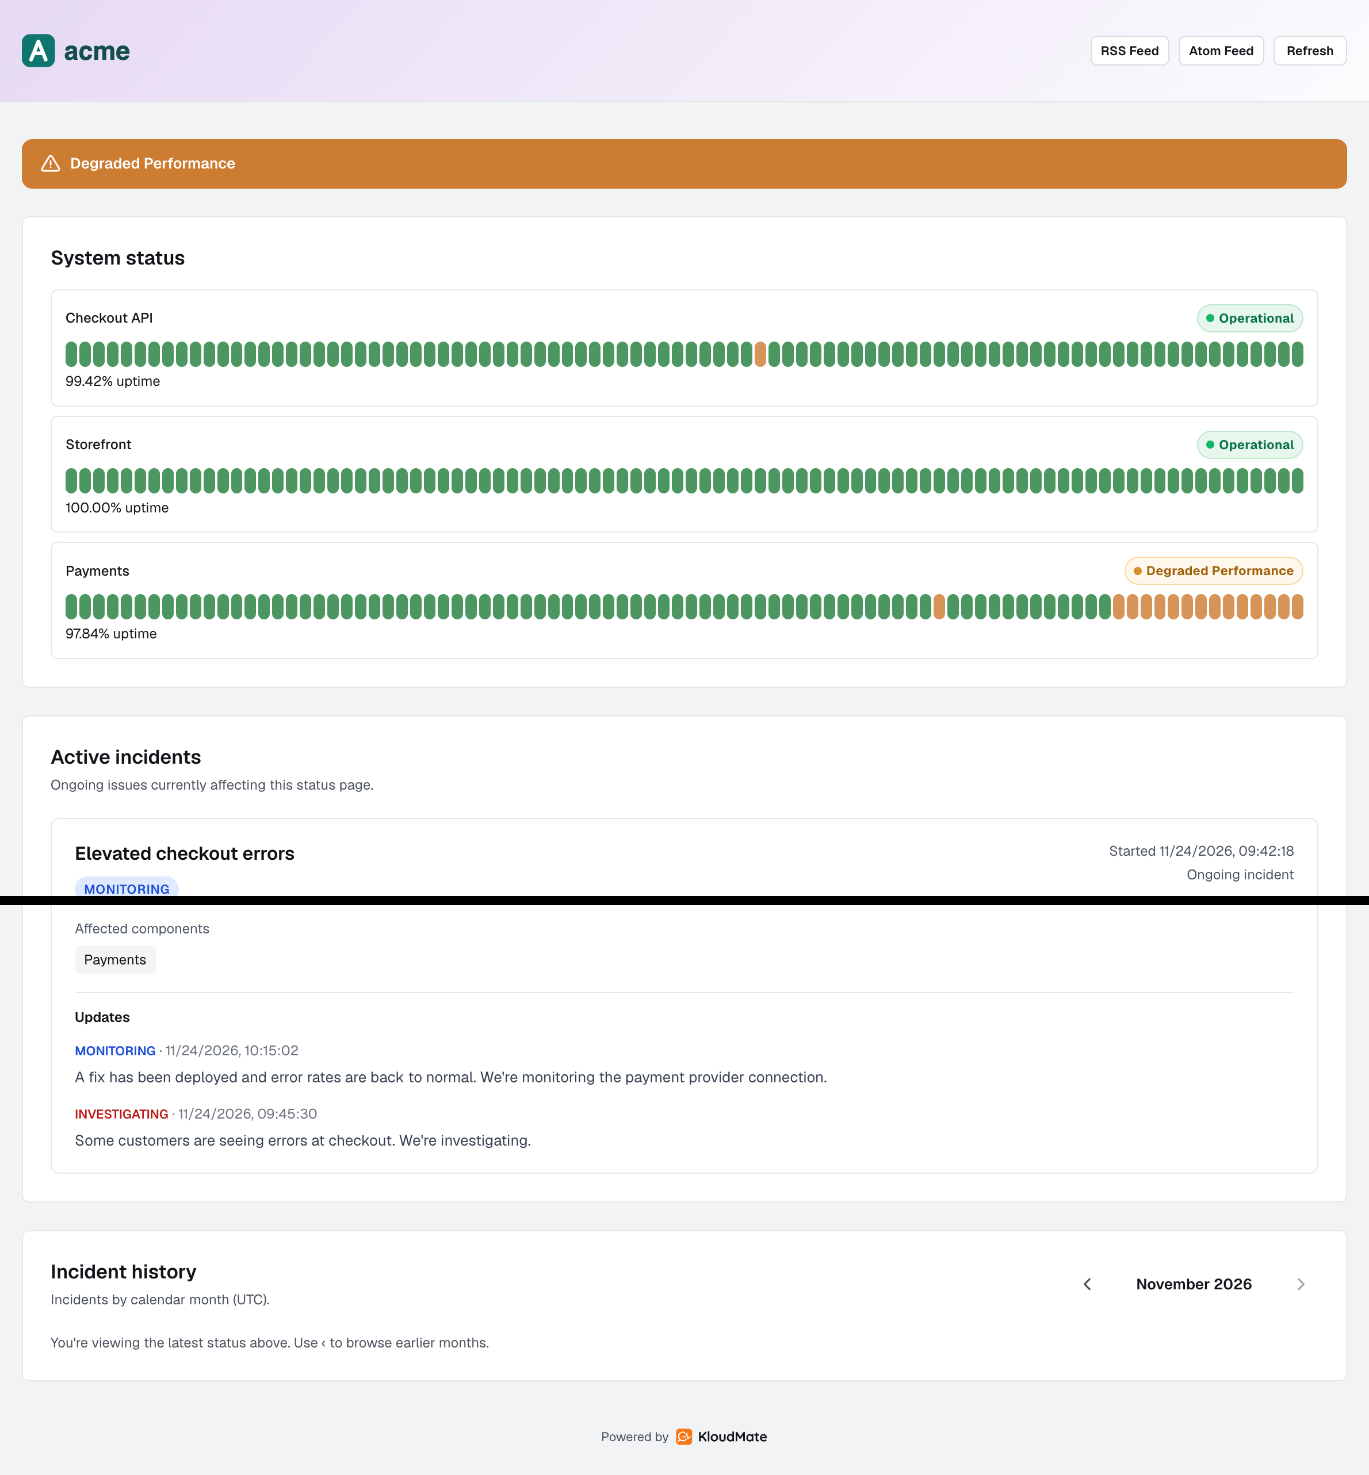 A acme
RSS Feed
Atom Feed
Refresh
Degraded Performance
System status
Checkout API
Operational
99.42% uptime
Storefront
Operational
100.00% uptime
Payments
Degraded Performance
97.84% uptime
Active incidents
Ongoing issues currently affecting this status page.
Elevated checkout errors
Started 11/24/2026, 09:42:18
MONITORING
Ongoing incident
Affected components
Payments
Updates
MONITORING · 11/24/2026, 10:15:02
A fix has been deployed and error rates are back to normal. We're monitoring the payment provider connection.
INVESTIGATING · 11/24/2026, 09:45:30
Some customers are seeing errors at checkout. We're investigating.
Incident history
Incidents by calendar month (UTC).
November 2026
You're viewing the latest status above. Use ‹ to browse earlier months.
Powered by KloudMate